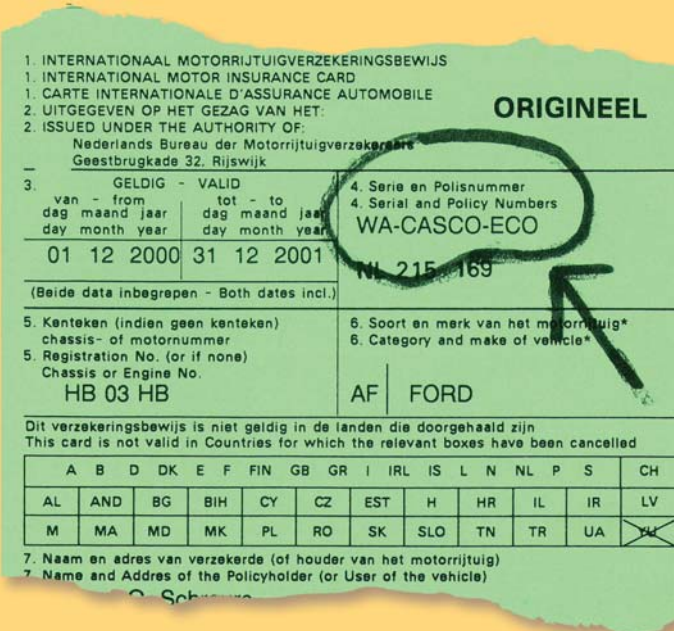 1. INTERNATIONAAL MOTORRIJTUIGVERZEKERINGSBEWIJS
1. INTERNATIONAL MOTOR INSURANCE CARD
1. CARTE INTERNATIONALE D'ASSURANCE AUTOMOBILE
2. UITGEGEVEN OP HET GEZAG VAN HET:
2. ISSUED UNDER THE AUTHORITY OF:
ORIGINEEL
Nederlands Bureau der Motorrijtuigverzekeraars
Geestbrugkade 32. Rijswijk
3. GELDIG - VALID
van - from tot - to
dag maand jaar dag maand jaar
day month year day month year
01 12 2000 31 12 2001
(Beide data inbegrepen - Both dates incl.)
4. Serie en Polisnummer
4. Serial and Policy Numbers
WA-CASCO-ECO
NL 215 169
5. Kenteken (indien geen kenteken)
chassis- of motornummer
5. Registration No. (or if none)
Chassis or Engine No.
HB 03 HB
6. Soort en merk van het motorrijtuig*
6. Category and make of vehicle*
AF FORD
Dit verzekeringsbewijs is niet geldig in de landen die doorgehaald zijn
This card is not valid in Countries for which the relevant boxes have been cancelled
A B D DK E F FIN GB GR I IRL IS L N NL P S CH
AL AND BG BIH CY CZ EST H HR IL IR LV
M MA MD MK PL RO SK SLO TN TR UA YU
7. Naam en adres van verzekerde (of houder van het motorrijtuig)
7. Name and Addres of the Policyholder (or User of the vehicle)